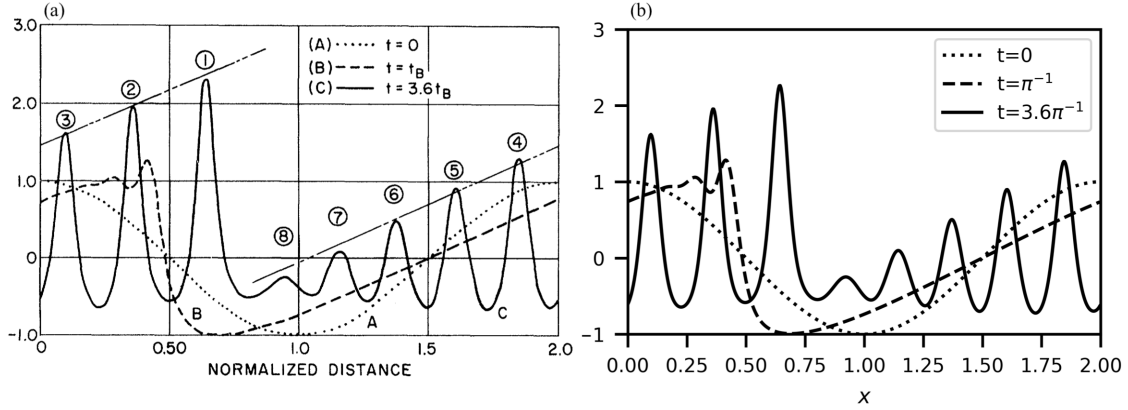 (a)
3.0
2.0
1.0
0
-1.0
① 
②
③
④
⑤
⑥
⑦
⑧
(A) t = 0
(B) t = t_B
(C) t = 3.6t_B
B
A
C
0 0.50 1.0 1.5 2.0
NORMALIZED DISTANCE
(b)
3
2
1
0
−1
t=0
t=π⁻¹
t=3.6π⁻¹
0.00 0.25 0.50 0.75 1.00 1.25 1.50 1.75 2.00
x